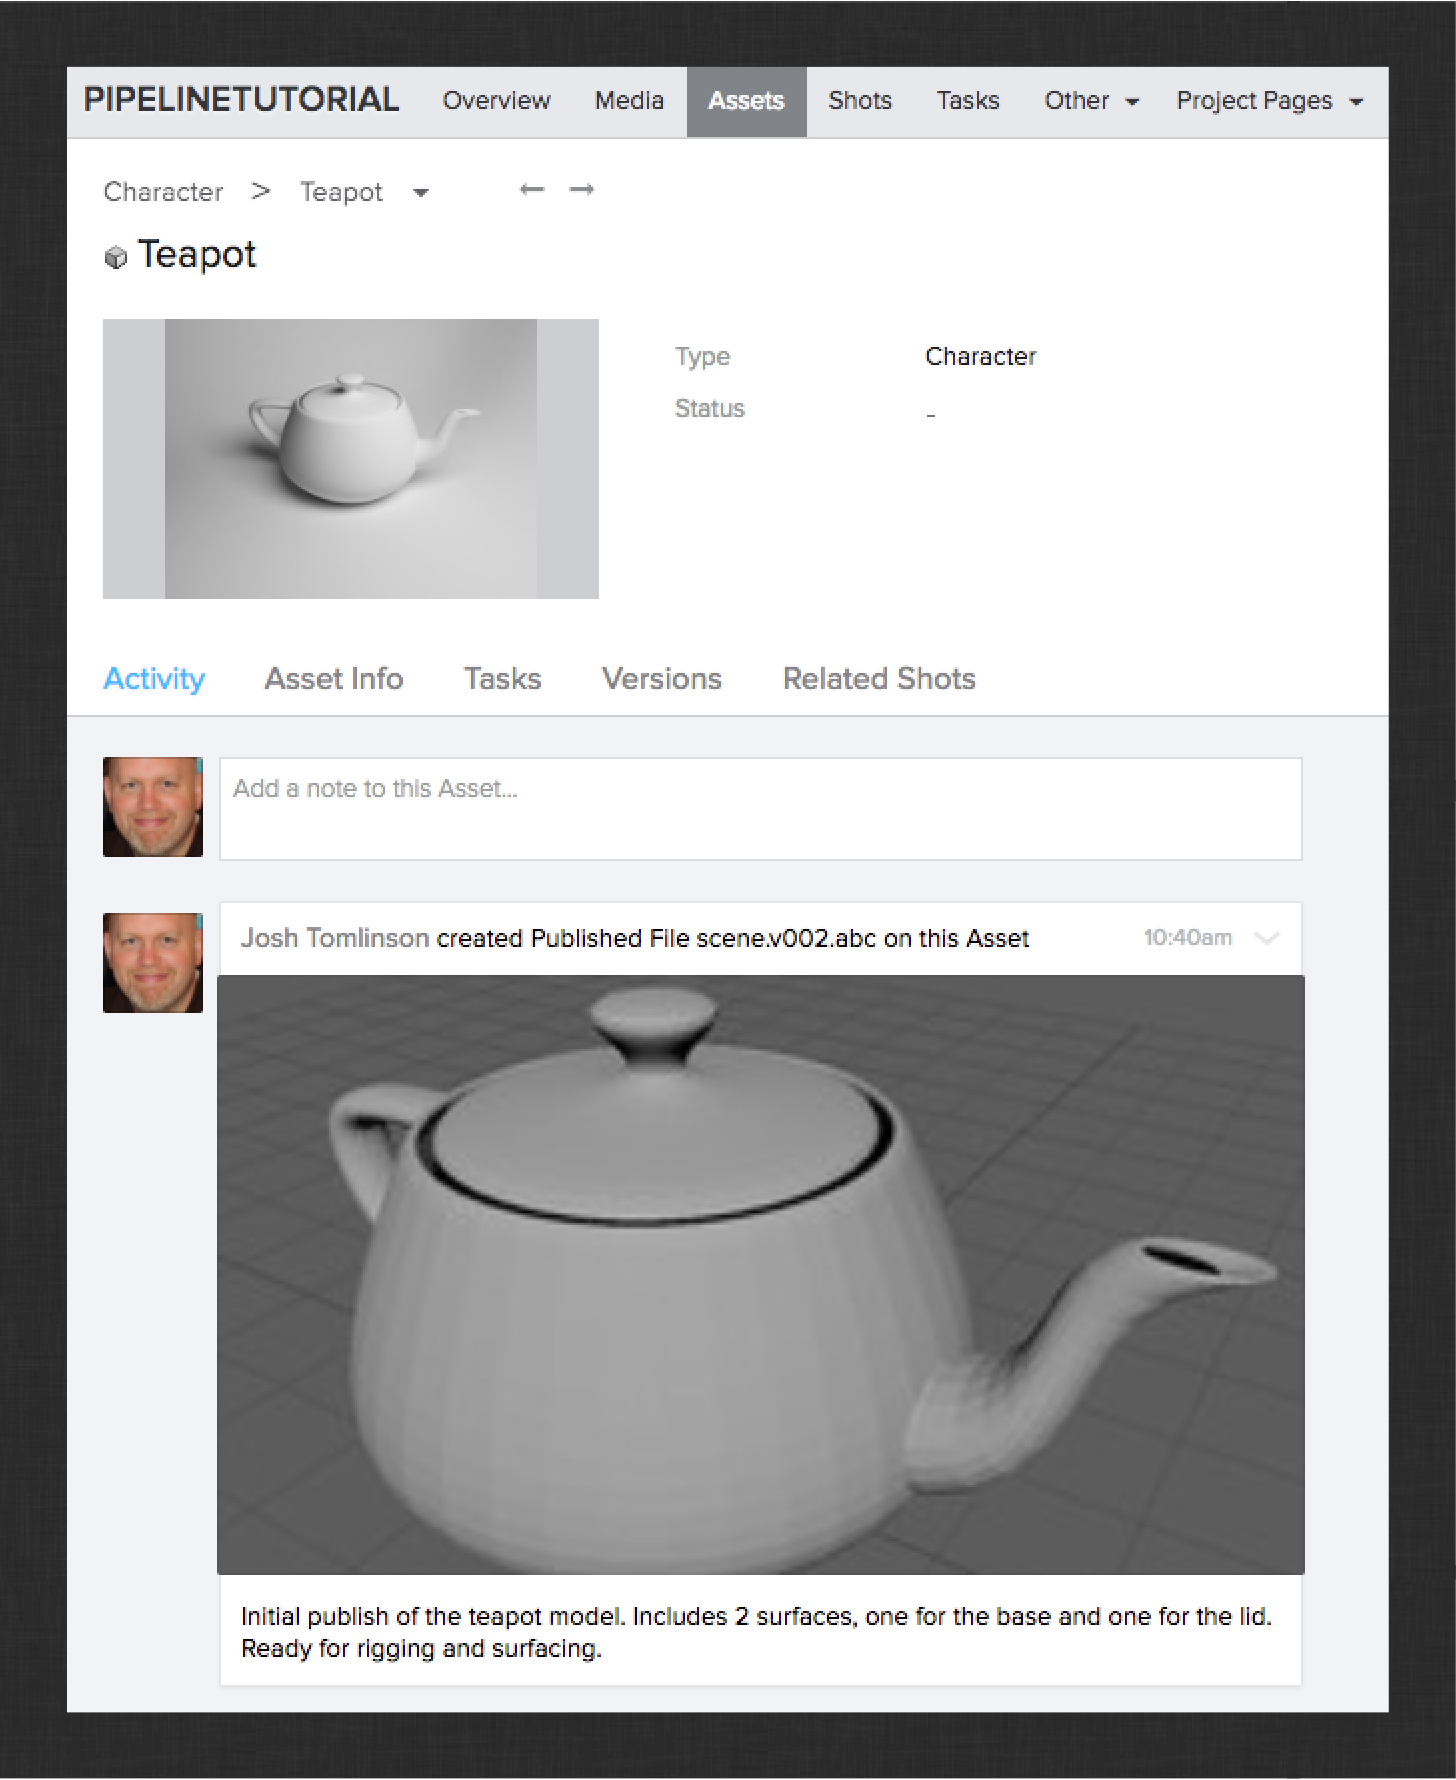 PIPELINETUTORIAL Overview Media Assets Shots Tasks Other Project Pages
Character > Teapot
Teapot
Type Character
Status -
Activity Asset Info Tasks Versions Related Shots
Add a note to this Asset...
Josh Tomlinson created Published File scene.v002.abc on this Asset 10:40am
Initial publish of the teapot model. Includes 2 surfaces, one for the base and one for the lid.
Ready for rigging and surfacing.